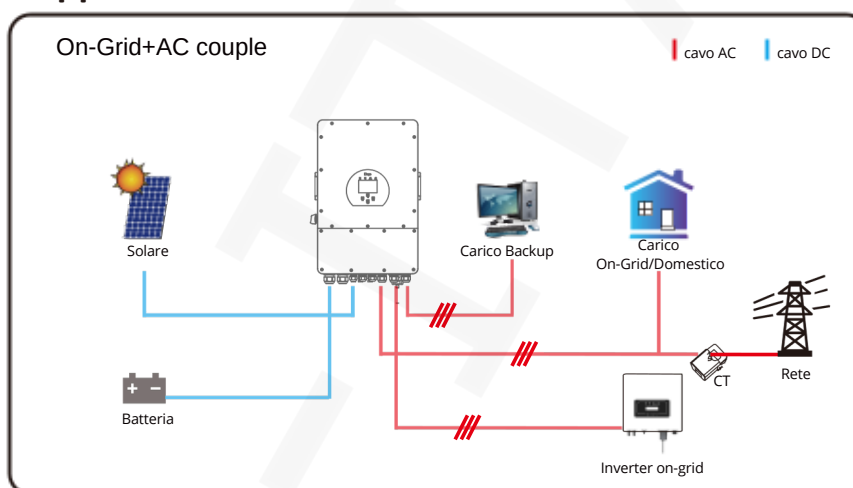 On-Grid+AC couple
cavo AC
cavo DC
Solare
Carico Backup
Carico
On-Grid/Domestico
CT
Rete
Batteria
Inverter on-grid